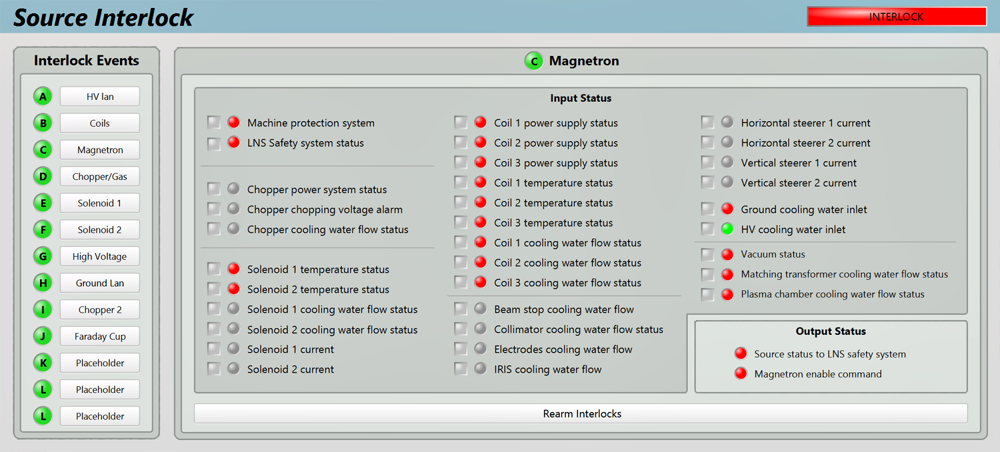 Source Interlock
INTERLOCK
Interlock Events
A HV lan
B Coils
C Magnetron
D Chopper/Gas
E Solenoid 1
F Solenoid 2
G High Voltage
H Ground Lan
I Chopper 2
J Faraday Cup
K Placeholder
L Placeholder
L Placeholder
C Magnetron
Input Status
Machine protection system
LNS Safety system status
Chopper power system status
Chopper chopping voltage alarm
Chopper cooling water flow status
Solenoid 1 temperature status
Solenoid 2 temperature status
Solenoid 1 cooling water flow status
Solenoid 2 cooling water flow status
Solenoid 1 current
Solenoid 2 current
Coil 1 power supply status
Coil 2 power supply status
Coil 3 power supply status
Coil 1 temperature status
Coil 2 temperature status
Coil 3 temperature status
Coil 1 cooling water flow status
Coil 2 cooling water flow status
Coil 3 cooling water flow status
Beam stop cooling water flow
Collimator cooling water flow status
Electrodes cooling water flow
IRIS cooling water flow
Horizontal steerer 1 current
Horizontal steerer 2 current
Vertical steerer 1 current
Vertical steerer 2 current
Ground cooling water inlet
HV cooling water inlet
Vacuum status
Matching transformer cooling water flow status
Plasma chamber cooling water flow status
Output Status
Source status to LNS safety system
Magnetron enable command
Rearm Interlocks